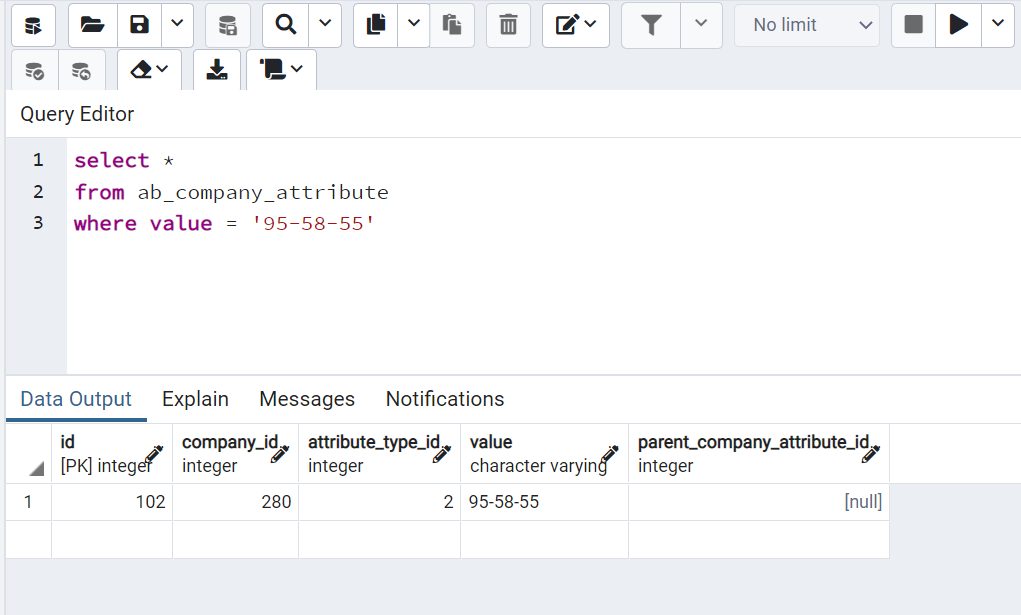 No limit
Query Editor
1 select *
2 from ab_company_attribute
3 where value = '95-58-55'
Data Output Explain Messages Notifications
id company_id attribute_type_id value parent_company_attribute_id
[PK] integer integer integer character varying integer
1 102 280 2 95-58-55 [null]